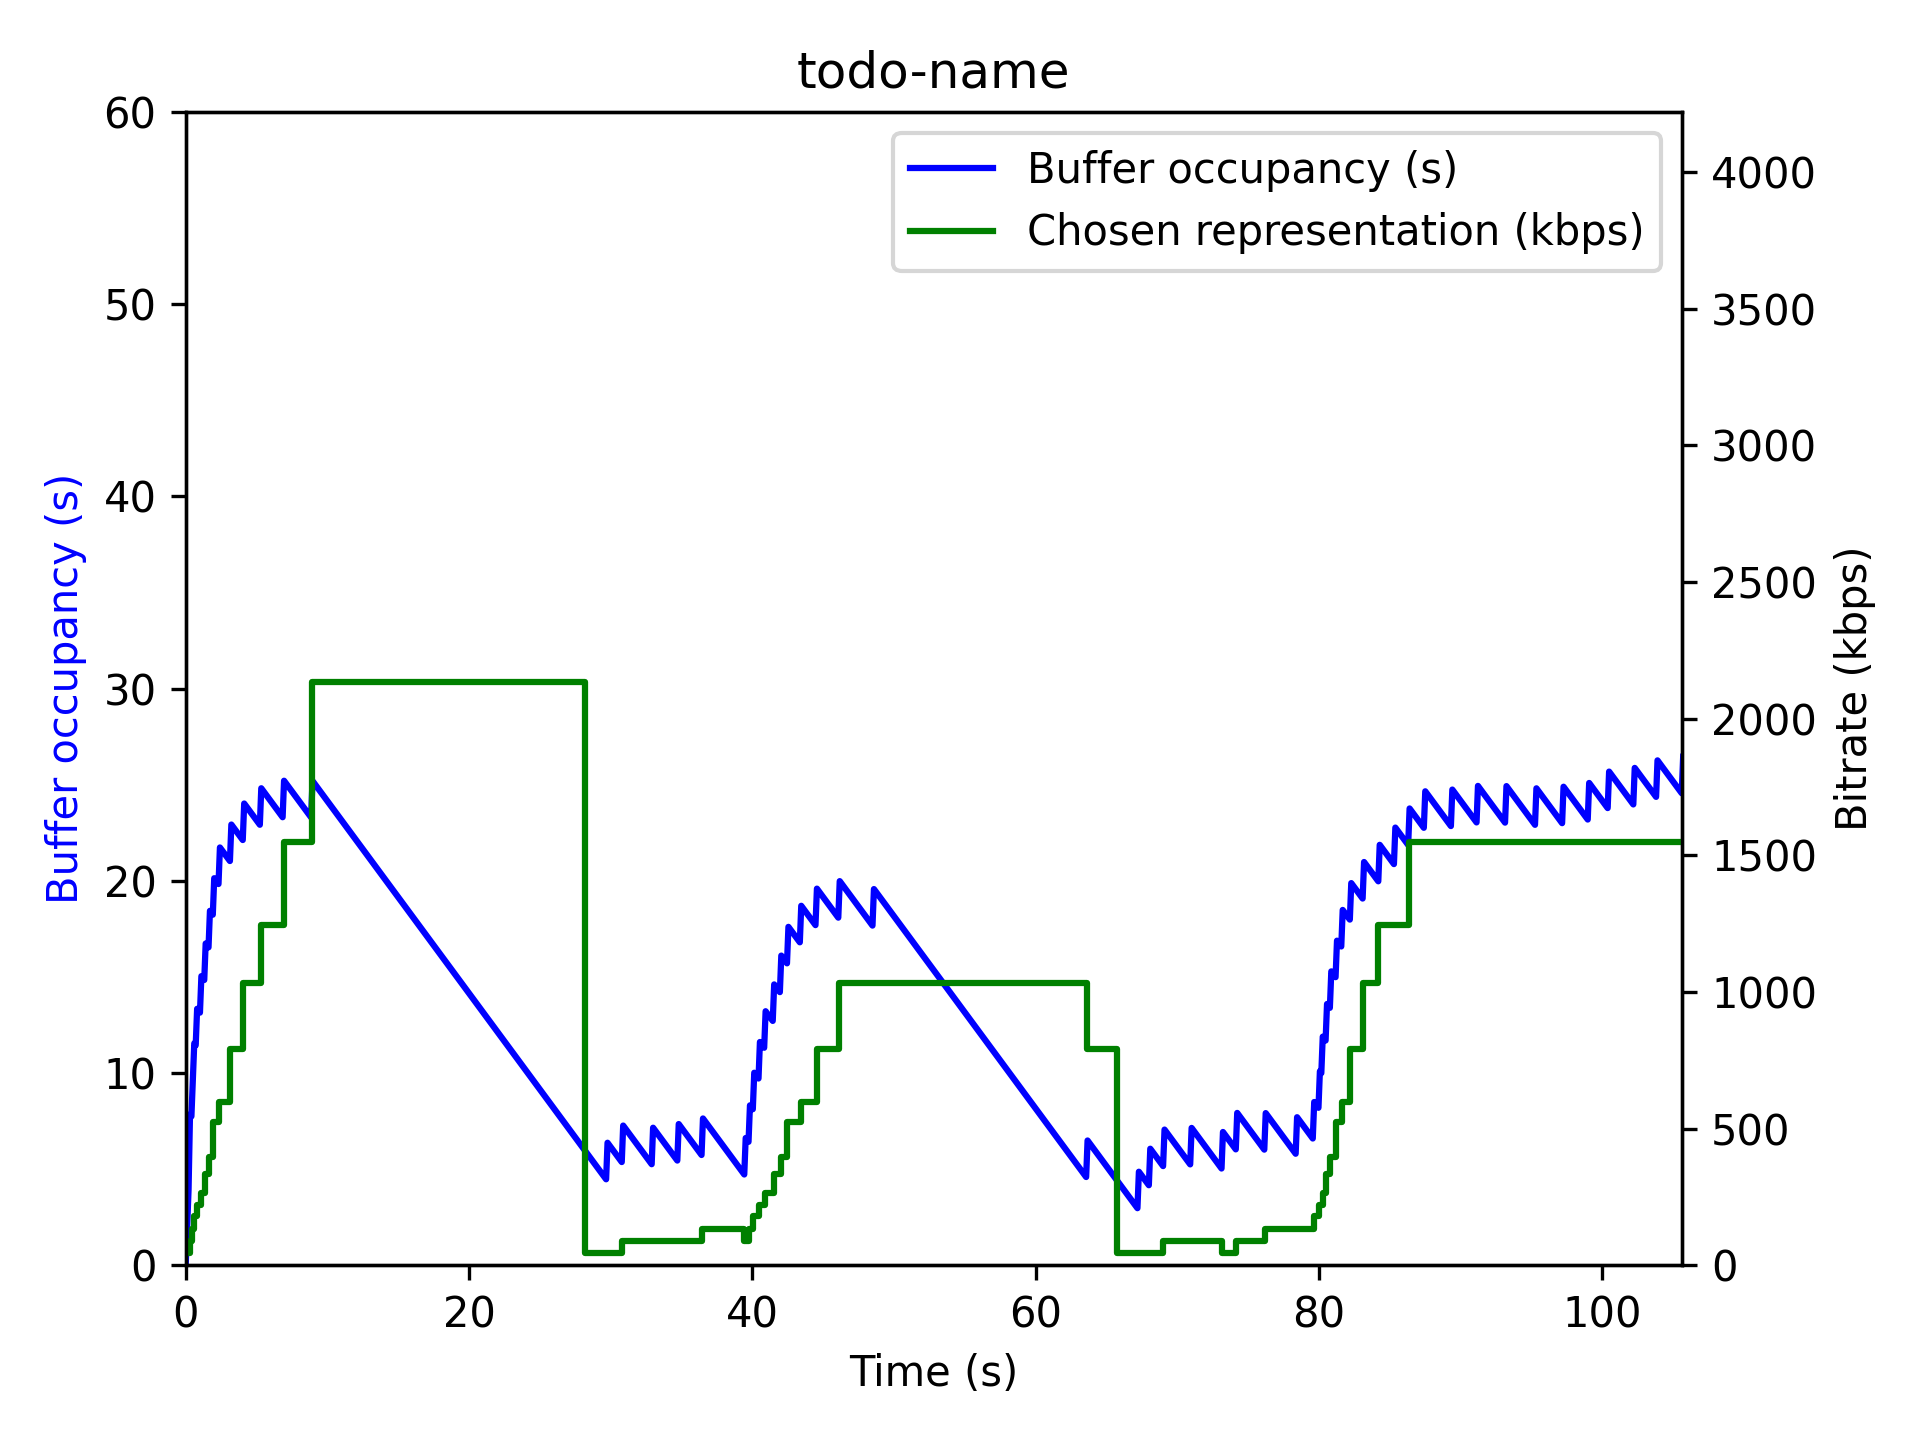 todo-name
60
50
40
30
20
10
0
Buffer occupancy (s)
Buffer occupancy (s)
Chosen representation (kbps)
4000
3500
3000
2500
2000
1500
1000
500
0
Bitrate (kbps)
0 20 40 60 80 100
Time (s)